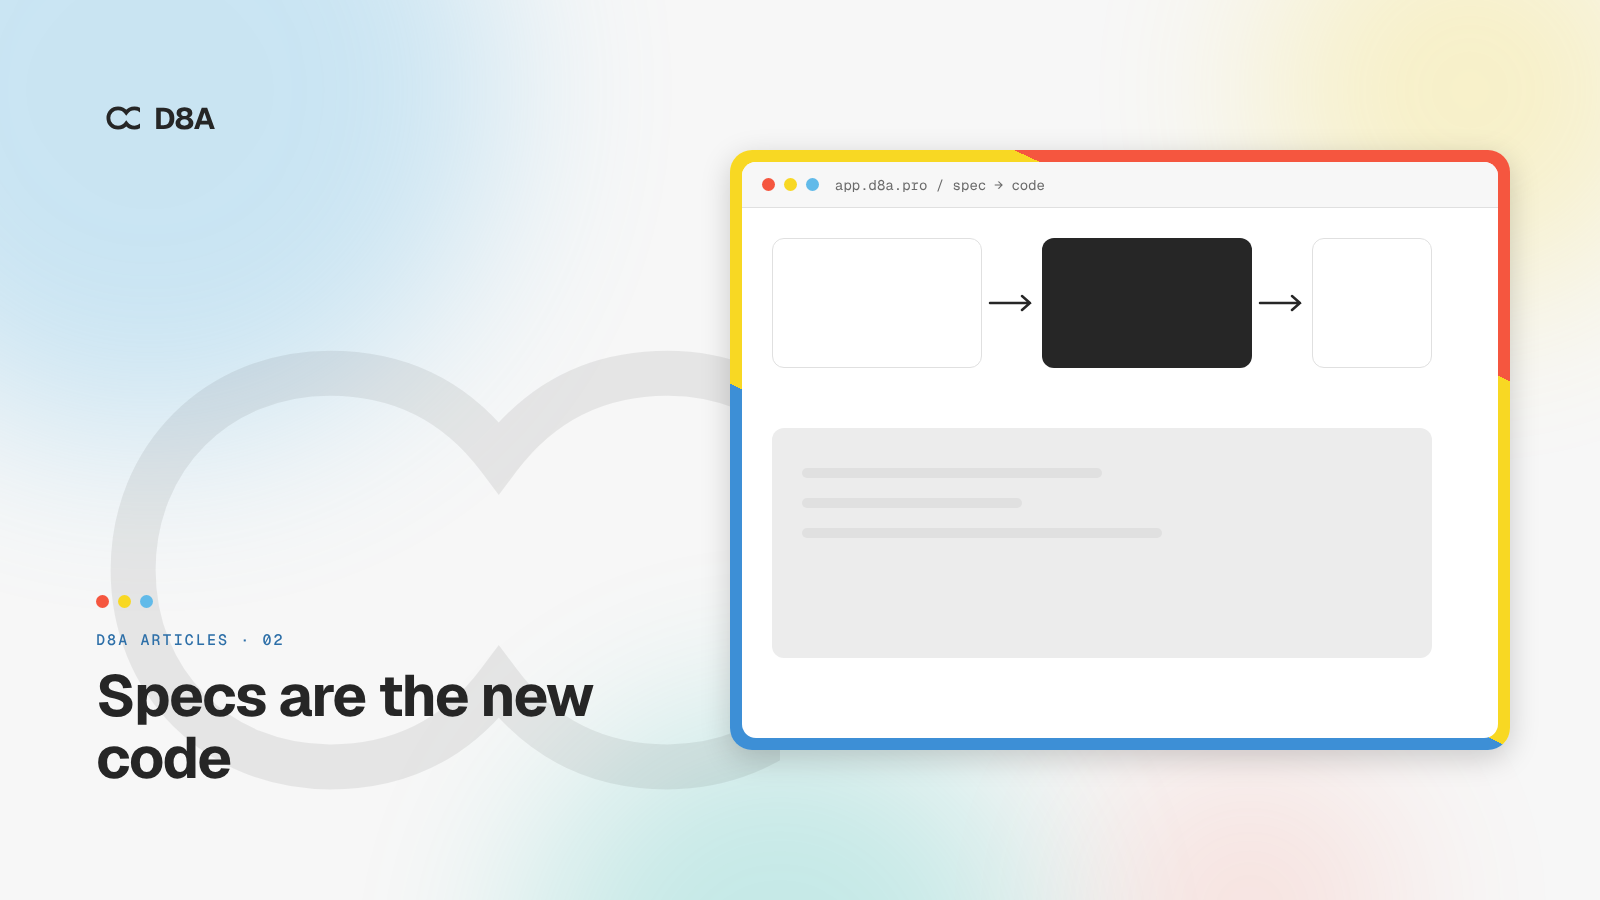 D8A
app.d8a.pro / spec → code
D8A ARTICLES · 02
Specs are the new
code